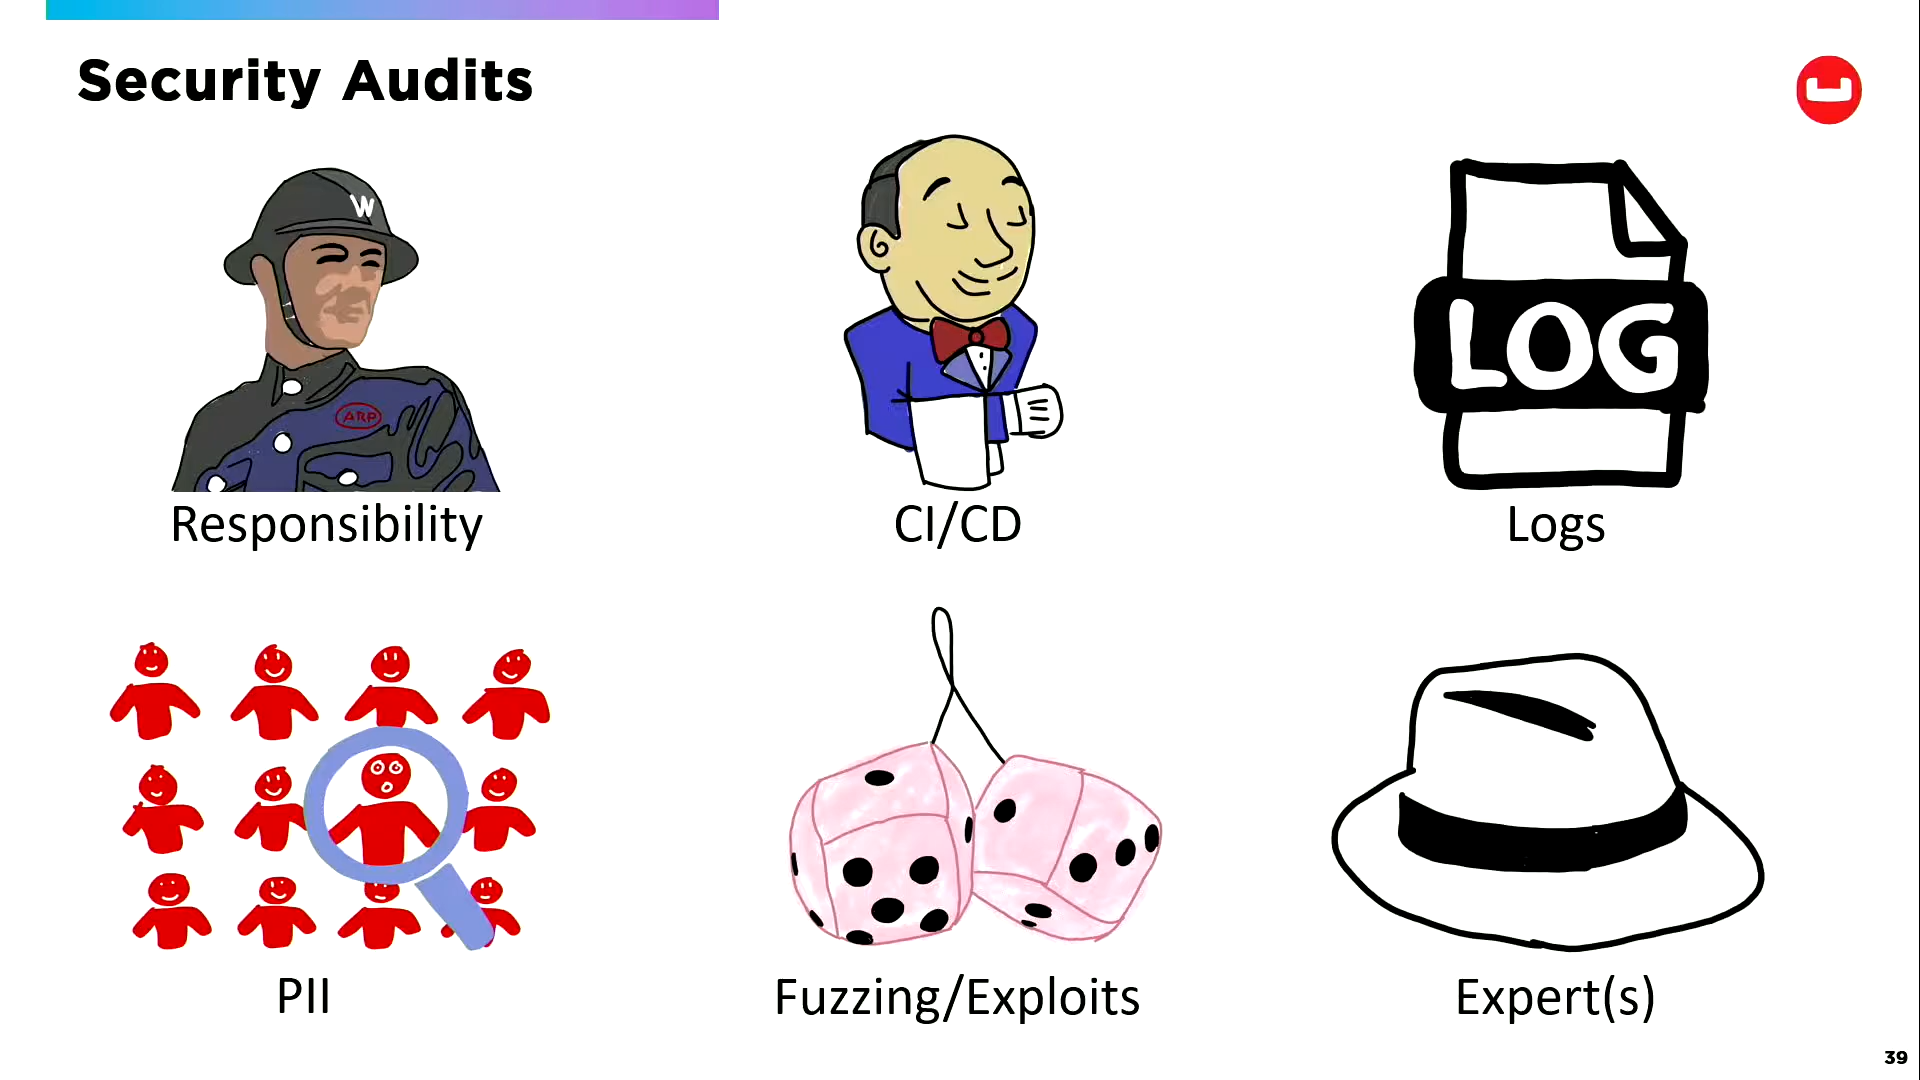 Security Audits
W
ARP
LOG
Responsibility
CI/CD
Logs
PII
Fuzzing/Exploits
Expert(s)
39